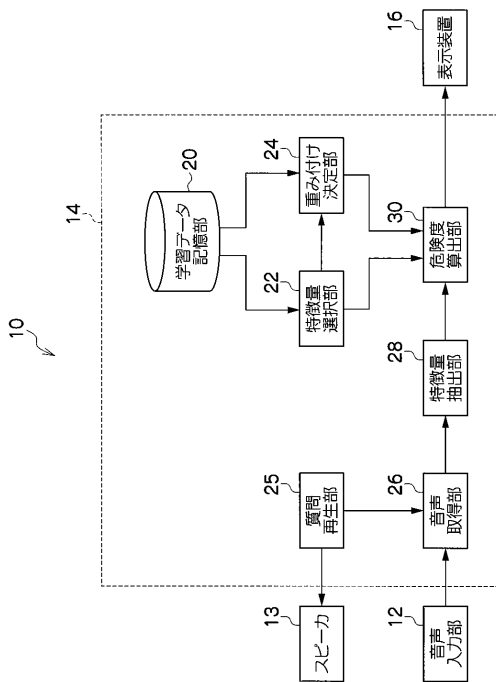 10
14
20
学習データ
記憶部
22
特徴量
選択部
24
重み付け
決定部
25
質問
再生部
13
スピーカ
12
音声
入力部
26
音声
取得部
28
特徴量
抽出部
30
危険度
算出部
16
表示装置